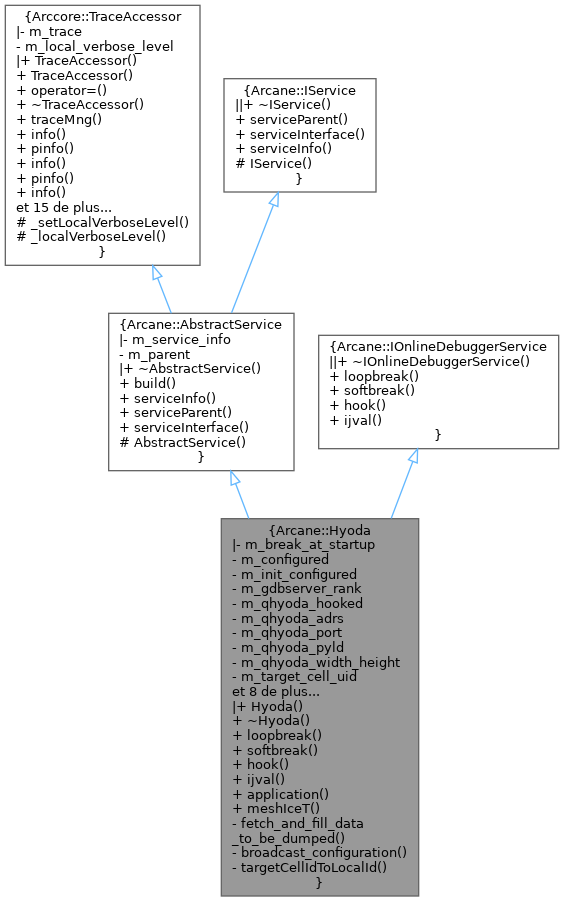 {Arccore::TraceAccessor
|- m_trace
- m_local_verbose_level
|+ TraceAccessor()
+ TraceAccessor()
+ operator=()
+ ~TraceAccessor()
+ traceMng()
+ info()
+ pinfo()
+ info()
+ pinfo()
+ info()
et 15 de plus...
# _setLocalVerboseLevel()
# _localVerboseLevel()
}
{Arcane::IService
||+ ~IService()
+ serviceParent()
+ serviceInterface()
+ serviceInfo()
# IService()
}
{Arcane::AbstractService
|- m_service_info
- m_parent
|+ ~AbstractService()
+ build()
+ serviceInfo()
+ serviceParent()
+ serviceInterface()
# AbstractService()
}
{Arcane::IOnlineDebuggerService
||+ ~IOnlineDebuggerService()
+ loopbreak()
+ softbreak()
+ hook()
+ ijval()
}
{Arcane::Hyoda
|- m_break_at_startup
- m_configured
- m_init_configured
- m_gdbserver_rank
- m_qhyoda_hooked
- m_qhyoda_adrs
- m_qhyoda_port
- m_qhyoda_pyld
- m_qhyoda_width_height
- m_target_cell_uid
et 8 de plus...
|+ Hyoda()
+ ~Hyoda()
+ loopbreak()
+ softbreak()
+ hook()
+ ijval()
+ application()
+ meshIceT()
- fetch_and_fill_data
_to_be_dumped()
- broadcast_configuration()
- targetCellIdToLocalId()
}